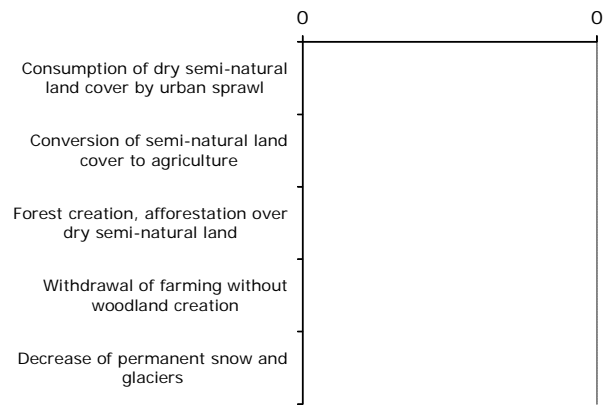 0 0
Consumption of dry semi-natural
land cover by urban sprawl
Conversion of semi-natural land
cover to agriculture
Forest creation, afforestation over
dry semi-natural land
Withdrawal of farming without
woodland creation
Decrease of permanent snow and
glaciers